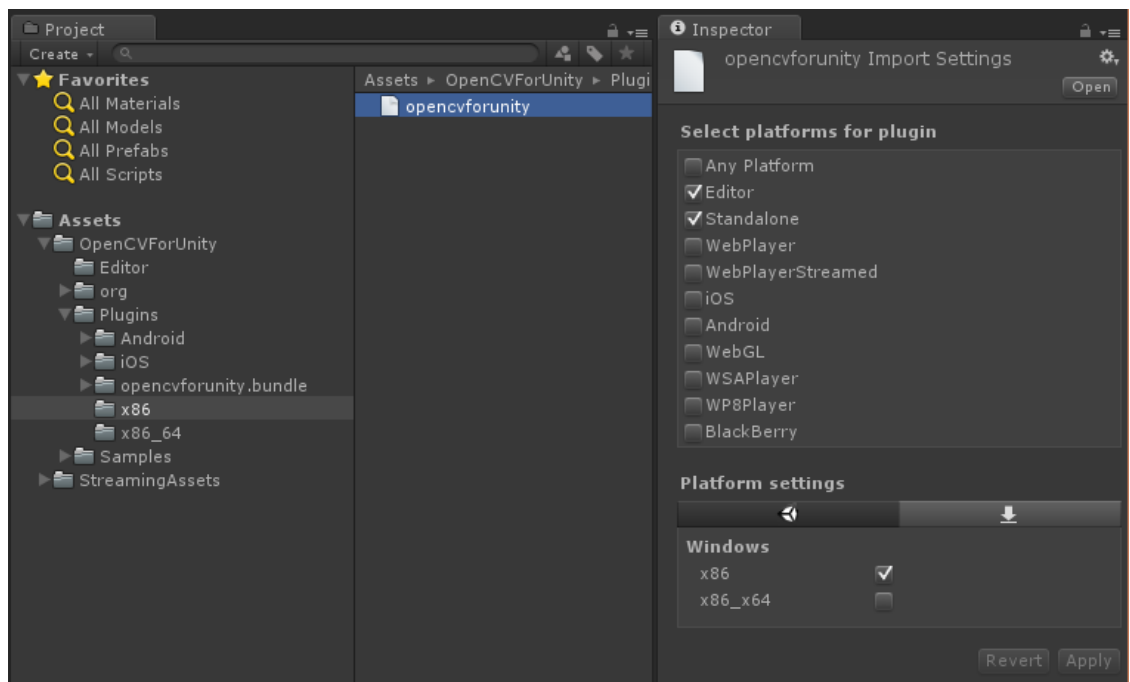 Project
Create
Favorites
All Materials
All Models
All Prefabs
All Scripts
Assets
OpenCVForUnity
Editor
org
Plugins
Android
iOS
opencvforunity.bundle
x86
x86_64
Samples
StreamingAssets
Assets ▸ OpenCVForUnity ▸ Plugi
opencvforunity
Inspector
opencvforunity Import Settings
Open
Select platforms for plugin
Any Platform
Editor
Standalone
WebPlayer
WebPlayerStreamed
iOS
Android
WebGL
WSAPlayer
WP8Player
BlackBerry
Platform settings
Windows
x86
x86_x64
Revert Apply